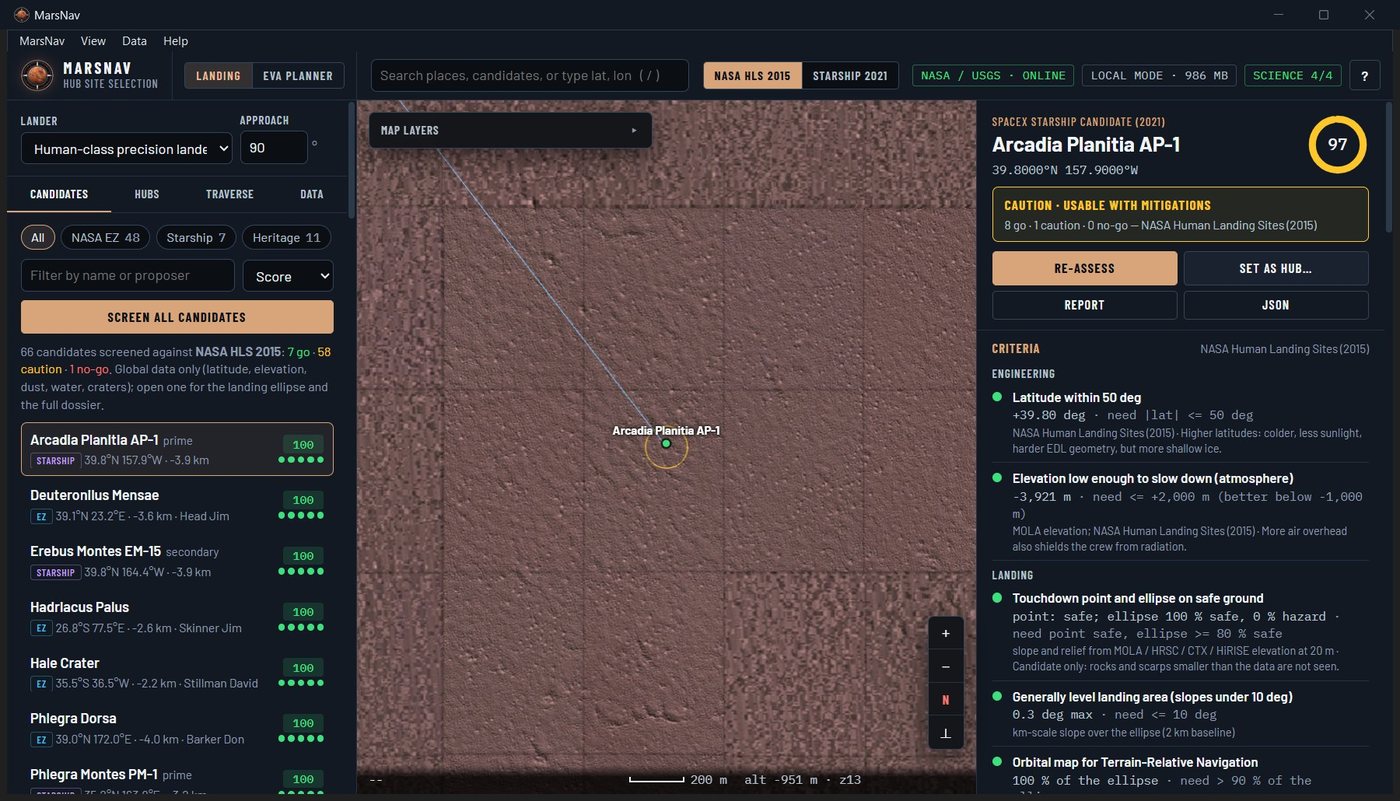 MarsNav
MarsNav View Data Help
MARSNAV
HUB SITE SELECTION
LANDING EVA PLANNER
Search places, candidates, or type lat, lon ( / )
NASA HLS 2015 STARSHIP 2021
NASA / USGS · ONLINE
LOCAL MODE · 986 MB
SCIENCE 4/4
?
LANDER APPROACH
Human-class precision lande 90 °
CANDIDATES HUBS TRAVERSE DATA
All NASA EZ 48 Starship 7 Heritage 11
Filter by name or proposer Score
SCREEN ALL CANDIDATES
66 candidates screened against NASA HLS 2015: 7 go · 58
caution · 1 no-go. Global data only (latitude, elevation,
dust, water, craters); open one for the landing ellipse and
the full dossier.
Arcadia Planitia AP-1 prime 100
STARSHIP 39.8°N 157.9°W · -3.9 km
Deuteronilus Mensae 100
EZ 39.1°N 23.2°E · -3.6 km · Head Jim
Erebus Montes EM-15 secondary 100
STARSHIP 39.8°N 164.4°W · -3.9 km
Hadriacus Palus 100
EZ 26.8°S 77.5°E · -2.6 km · Skinner Jim
Hale Crater 100
EZ 35.5°S 36.5°W · -2.2 km · Stillman David
Phlegra Dorsa 100
EZ 39.0°N 172.0°E · -4.0 km · Barker Don
Phlegra Montes PM-1 prime 100
MAP LAYERS ▸
Arcadia Planitia AP-1
+
−
N
⊥
-- 200 m alt -951 m · z13
SPACEX STARSHIP CANDIDATE (2021)
Arcadia Planitia AP-1
39.8000°N 157.9000°W
97
CAUTION · USABLE WITH MITIGATIONS
8 go · 1 caution · 0 no-go — NASA Human Landing Sites (2015)
RE-ASSESS SET AS HUB…
REPORT JSON
CRITERIA NASA Human Landing Sites (2015)
ENGINEERING
Latitude within 50 deg
+39.80 deg · need |lat| <= 50 deg
NASA Human Landing Sites (2015) · Higher latitudes: colder, less sunlight,
harder EDL geometry, but more shallow ice.
Elevation low enough to slow down (atmosphere)
-3,921 m · need <= +2,000 m (better below -1,000
m)
MOLA elevation; NASA Human Landing Sites (2015) · More air overhead
also shields the crew from radiation.
LANDING
Touchdown point and ellipse on safe ground
point: safe; ellipse 100 % safe, 0 % hazard ·
need point safe, ellipse >= 80 % safe
slope and relief from MOLA / HRSC / CTX / HIRISE elevation at 20 m ·
Candidate only: rocks and scarps smaller than the data are not seen.
Generally level landing area (slopes under 10 deg)
0.3 deg max · need <= 10 deg
km-scale slope over the ellipse (2 km baseline)
Orbital map for Terrain-Relative Navigation
100 % of the ellipse · need > 90 % of the